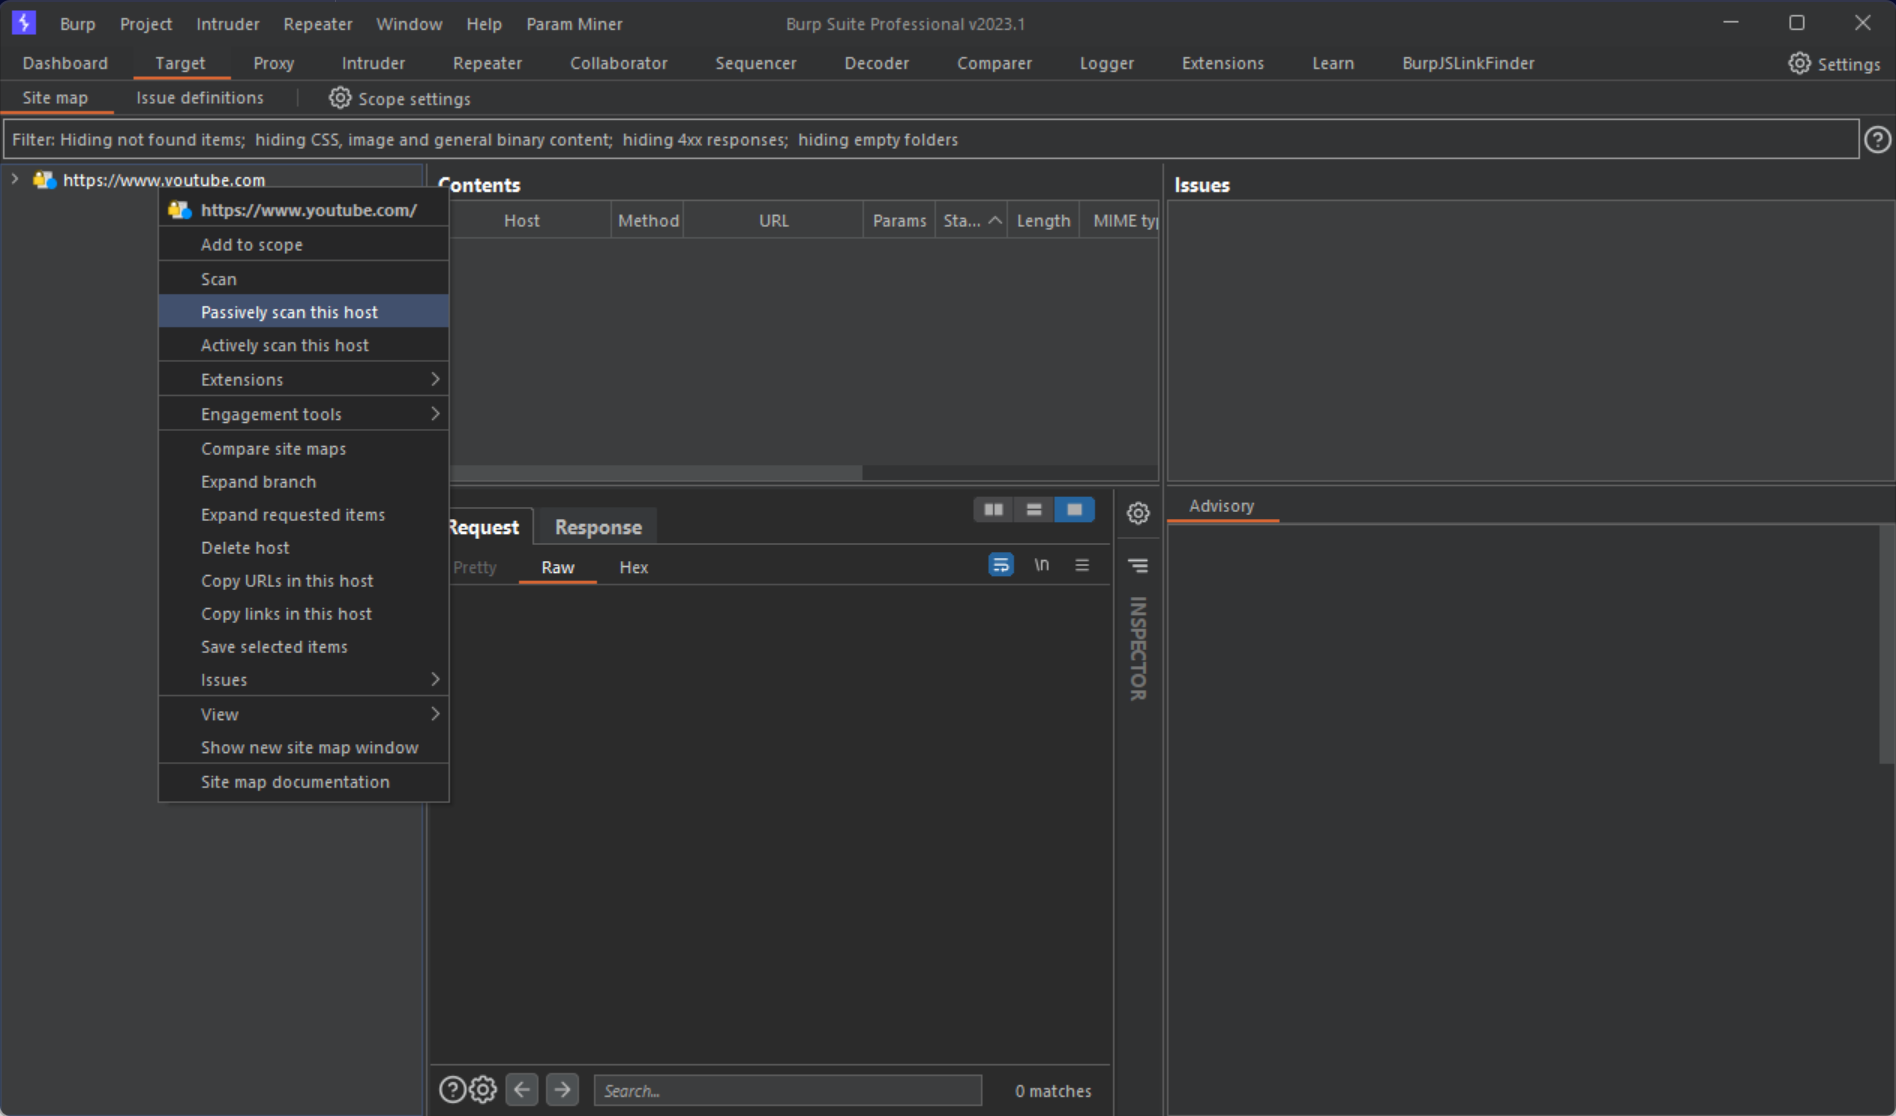 Burp Project Intruder Repeater Window Help Param Miner Burp Suite Professional v2023.1
Dashboard Target Proxy Intruder Repeater Collaborator Sequencer Decoder Comparer Logger Extensions Learn BurpJSLinkFinder Settings
Site map Issue definitions Scope settings
Filter: Hiding not found items; hiding CSS, image and general binary content; hiding 4xx responses; hiding empty folders
https://www.youtube.com
https://www.youtube.com/
Add to scope
Scan
Passively scan this host
Actively scan this host
Extensions
Engagement tools
Compare site maps
Expand branch
Expand requested items
Delete host
Copy URLs in this host
Copy links in this host
Save selected items
Issues
View
Show new site map window
Site map documentation
Contents
Host Method URL Params Sta... Length MIME typ
Request Response
Pretty Raw Hex \n
INSPECTOR
Search... 0 matches
Issues
Advisory